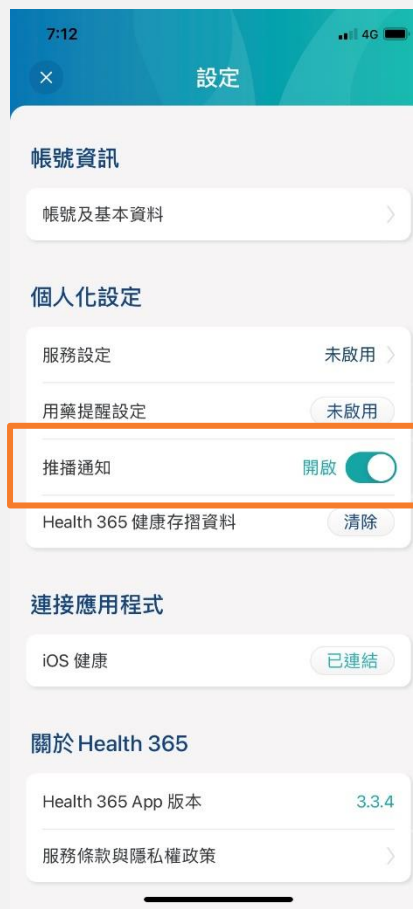 7:12 4G
設定
帳號資訊
帳號及基本資料
個人化設定
服務設定 未啟用
用藥提醒設定 未啟用
推播通知 開啟
Health 365 健康存摺資料 清除
連接應用程式
iOS 健康 已連結
關於 Health 365
Health 365 App 版本 3.3.4
服務條款與隱私權政策